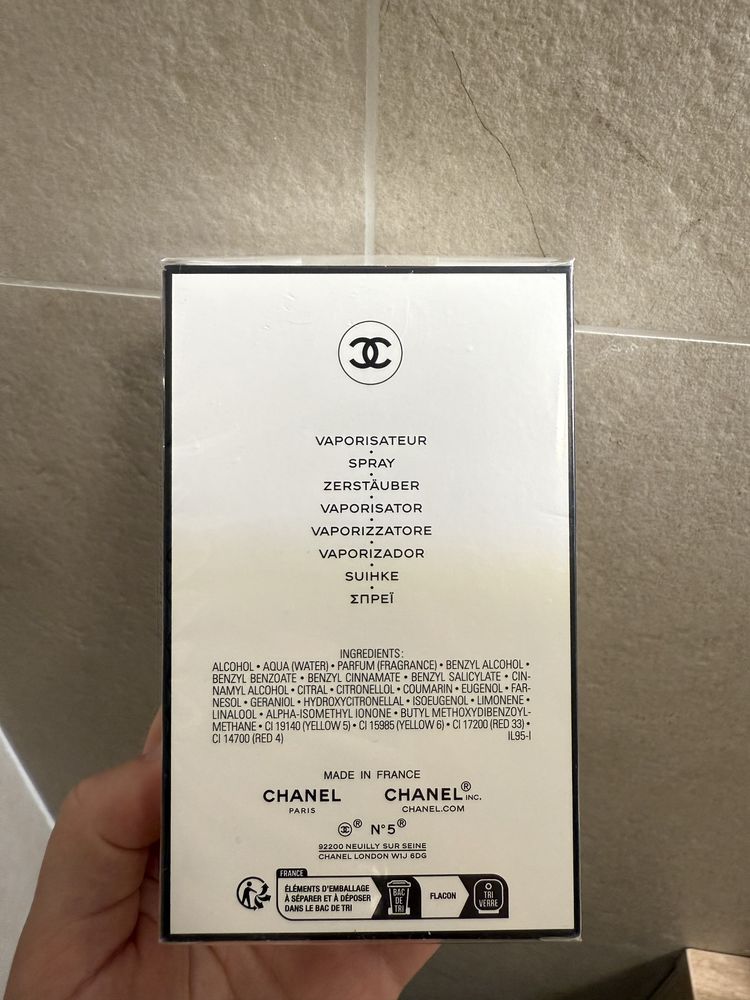 VAPORISATEUR
•
SPRAY
•
ZERSTÄUBER
•
VAPORISATOR
•
VAPORIZZATORE
•
VAPORIZADOR
•
SUIHKE
•
ΣΠΡΕΪ
INGREDIENTS:
ALCOHOL • AQUA (WATER) • PARFUM (FRAGRANCE) • BENZYL ALCOHOL •
BENZYL BENZOATE • BENZYL CINNAMATE • BENZYL SALICYLATE • CIN-
NAMYL ALCOHOL • CITRAL • CITRONELLOL • COUMARIN • EUGENOL • FAR-
NESOL • GERANIOL • HYDROXYCITRONELLAL • ISOEUGENOL • LIMONENE •
LINALOOL • ALPHA-ISOMETHYL IONONE • BUTYL METHOXYDIBENZOYL-
METHANE • CI 19140 (YELLOW 5) • CI 15985 (YELLOW 6) • CI 17200 (RED 33) •
CI 14700 (RED 4) IL95-I
MADE IN FRANCE
CHANEL CHANEL® INC.
PARIS CHANEL.COM
® N°5®
92200 NEUILLY SUR SEINE
CHANEL LONDON W1J 6DG
FRANCE
ÉLÉMENTS D'EMBALLAGE
À SÉPARER ET À DÉPOSER
DANS LE BAC DE TRI
BAC
DE
TRI
FLACON
TRI
VERRE